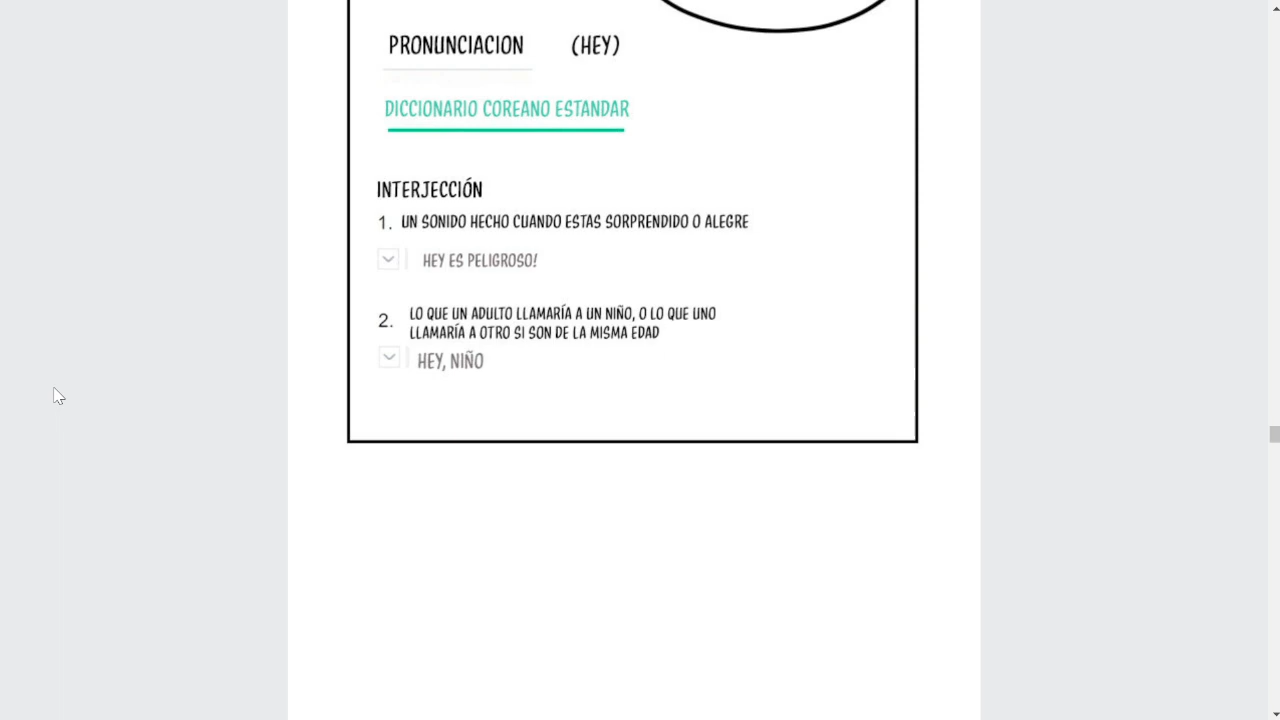 PRONUNCIACION (HEY)
DICCIONARIO COREANO ESTANDAR
INTERJECCIÓN
1. UN SONIDO HECHO CUANDO ESTAS SORPRENDIDO O ALEGRE
HEY ES PELIGROSO!
2. LO QUE UN ADULTO LLAMARÍA A UN NIÑO, O LO QUE UNO
LLAMARÍA A OTRO SI SON DE LA MISMA EDAD
HEY, NIÑO